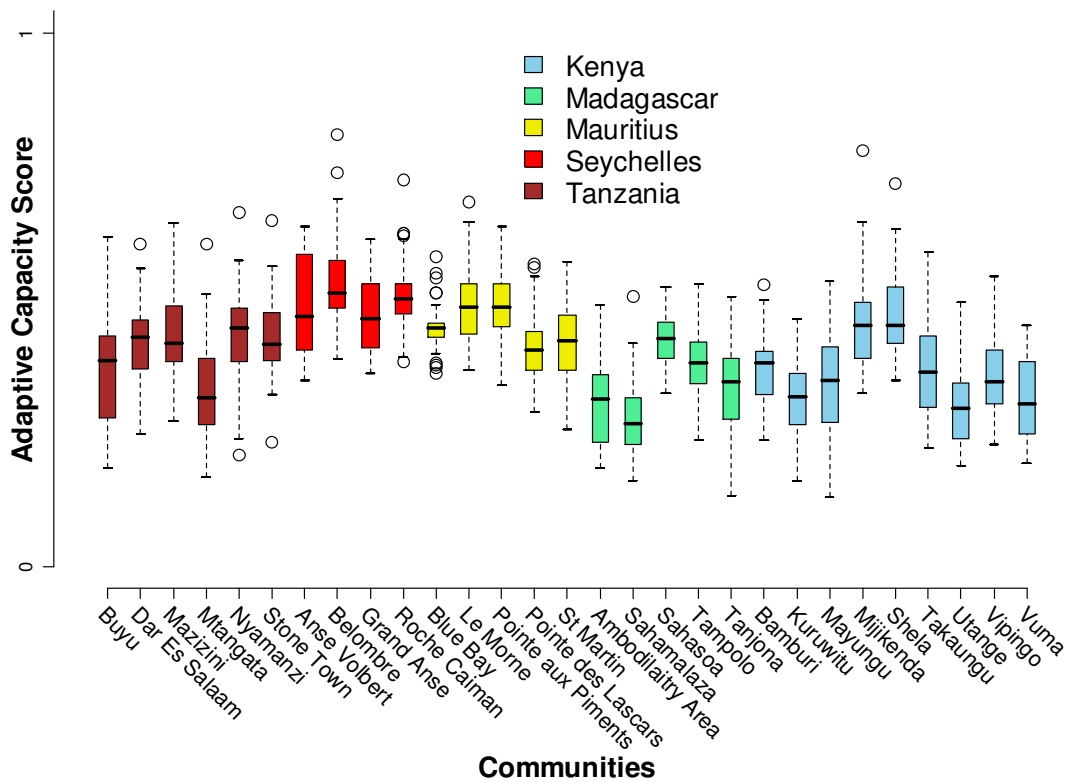 1
Kenya
Madagascar
Mauritius
Seychelles
Tanzania
Adaptive Capacity Score
0
Buyu
Dar Es Salaam
Mazizini
Mtangata
Nyamanzi
Stone Town
Anse Volbert
Belombre
Grand Anse
Roche Caiman
Blue Bay
Le Morne
Pointe aux Piments
Pointe des Lascars
St Martin
Ambodilaitry Area
Sahamalaza
Sahasoa
Tampolo
Tanjona
Bamburi
Kuruwitu
Mayungu
Mijikenda
Shela
Takaungu
Utange
Vipingo
Vuma
Communities